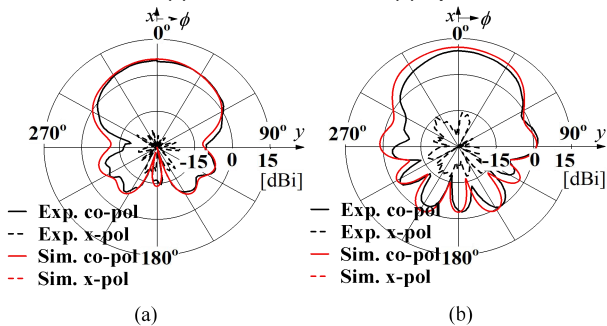 x ϕ
0°
270° 90° y
-15 0 15
[dBi]
Exp. co-pol
Exp. x-pol
Sim. co-pol 180°
Sim. x-pol
(a)
x ϕ
0°
270° 90° y
-15 0 15
[dBi]
Exp. co-pol
Exp. x-pol
Sim. co-pol
Sim. x-pol 180°
(b)